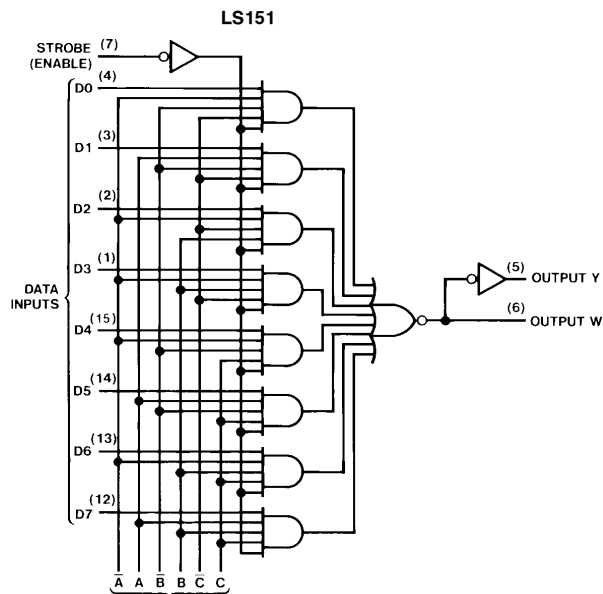 LS151
STROBE (7)
(ENABLE)
(4)
D0
(3)
D1
(2)
D2
(1)
D3
DATA
INPUTS
(15)
D4
(14)
D5
(13)
D6
(12)
D7
(5)
OUTPUT Y
(6)
OUTPUT W
A̅ A B̅ B C̅ C